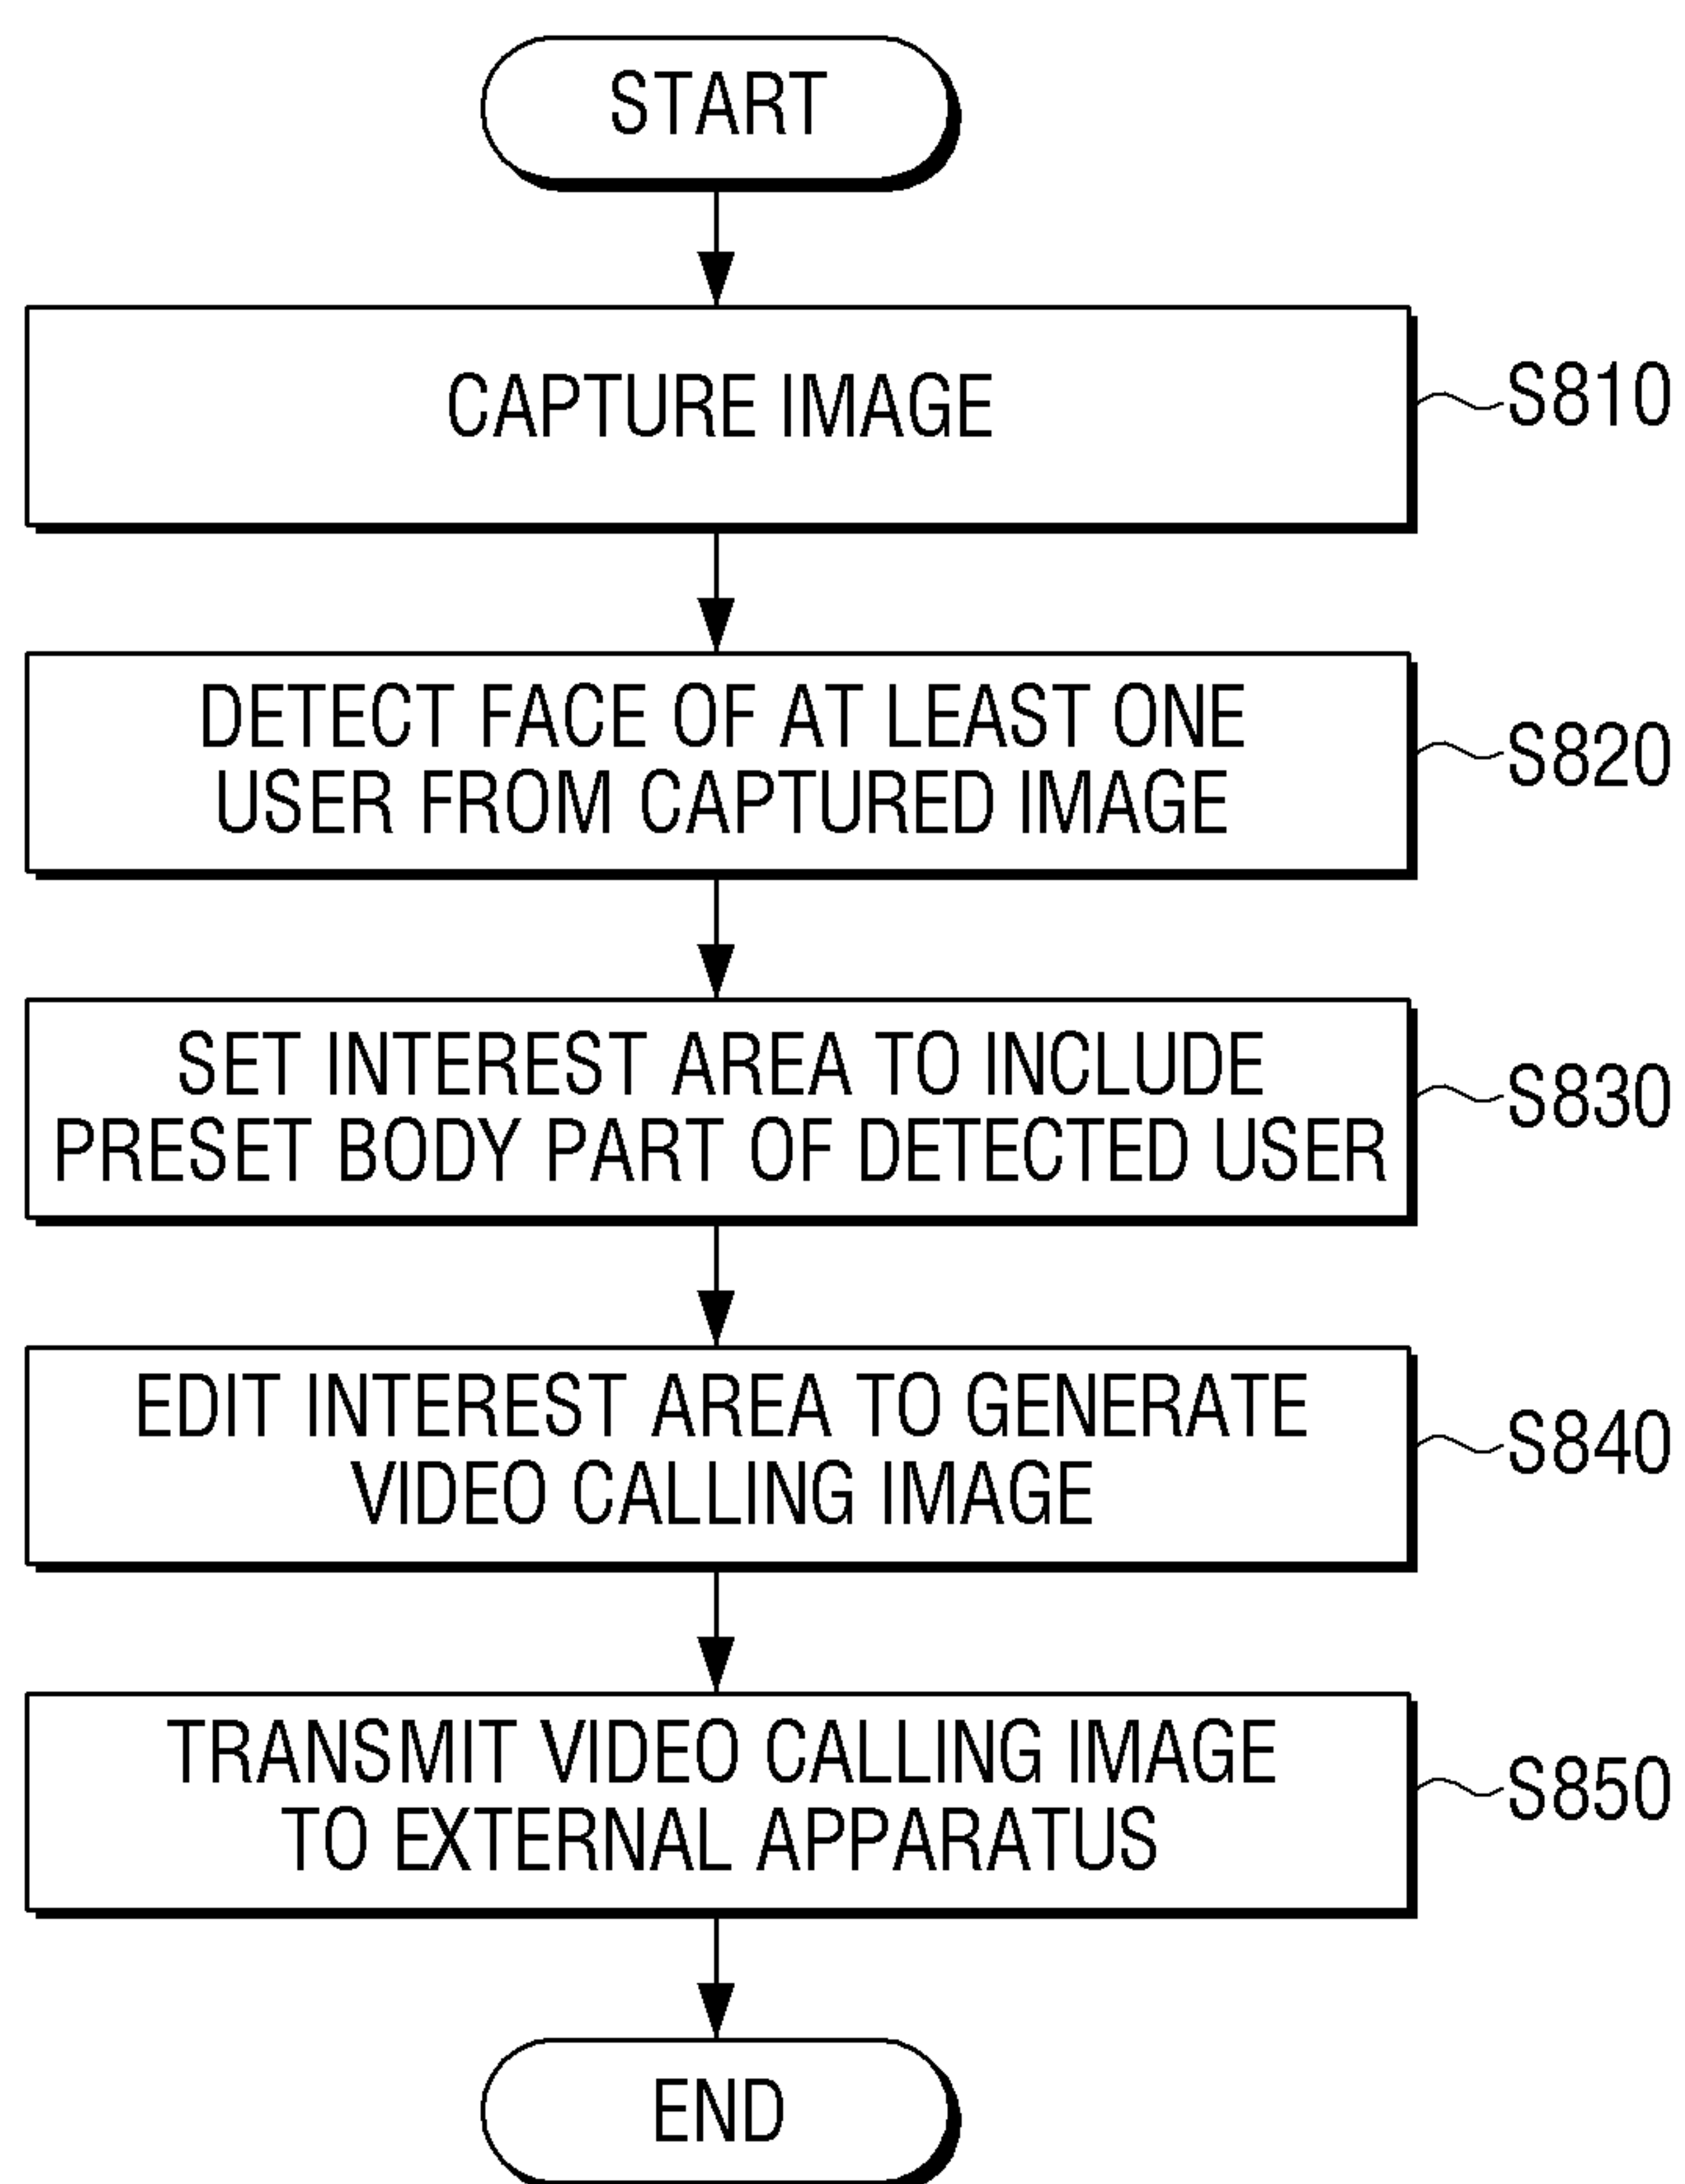 START
CAPTURE IMAGE
S810
DETECT FACE OF AT LEAST ONE
USER FROM CAPTURED IMAGE
S820
SET INTEREST AREA TO INCLUDE
PRESET BODY PART OF DETECTED USER
S830
EDIT INTEREST AREA TO GENERATE
VIDEO CALLING IMAGE
S840
TRANSMIT VIDEO CALLING IMAGE
TO EXTERNAL APPARATUS
S850
END